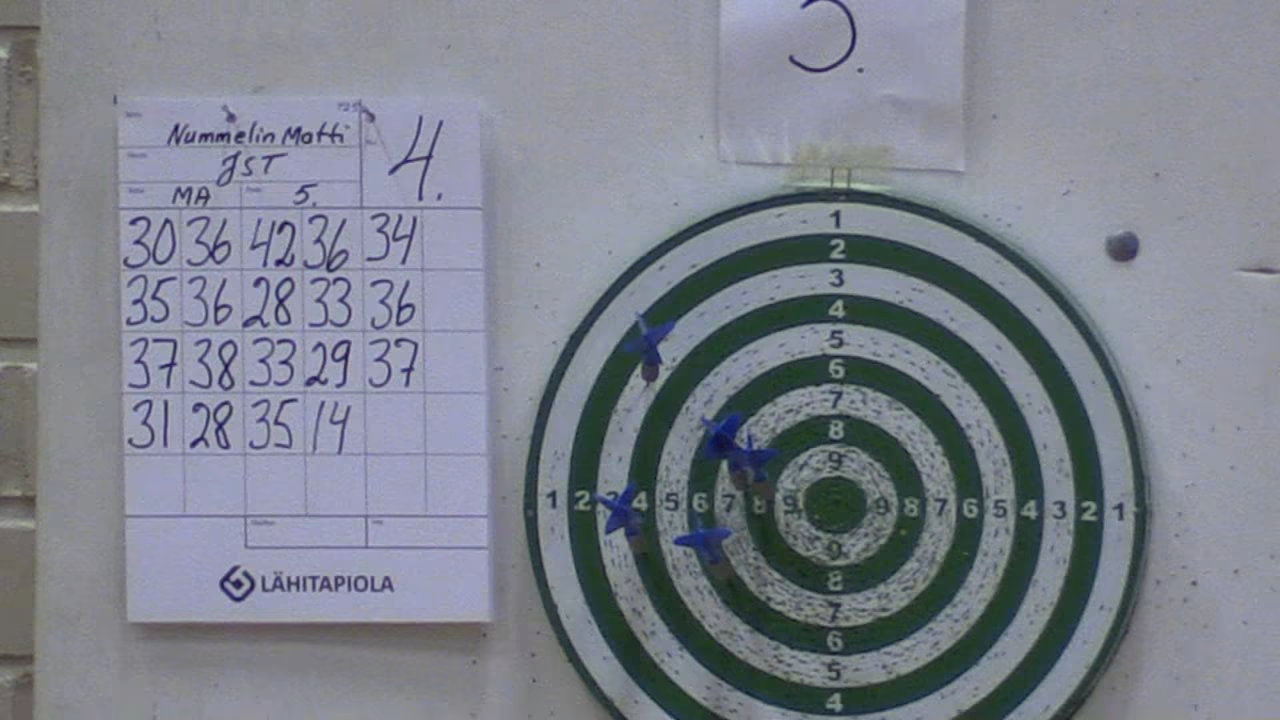 Nummelin Matti
JST
4.
MA 5.
30 36 42 36 34
35 36 28 33 36
37 38 33 29 37
31 28 35 14
LÄHITAPIOLA
5.
1
2
3
4
5
6
7
8
9
1 2 3 4 5 6 7 8 9 9 8 7 6 5 4 3 2 1
9
8
7
6
5
4